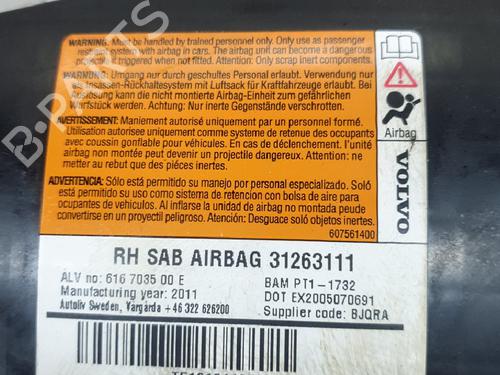 WARNING: Must be handled by trained personnel only. Only use as passenger
restraint system with airbag in cars. The airbag unit can become a dangerous
projectile if triggered when not fitted. Attention: Only scrap inert components.
WARNUNG: Umgang nur durch geschultes Personal erlaubt. Verwendung nur
als Insassen-Rückhaltesystem mit Luftsack für Kraftfahrzeuge erlaubt. Bei
Auslösung kann die nicht montierte Airbag-Einheit zum gefährlichen
Wurfstück werden. Achtung: Nur inerte Gegenstände verschrotten.
AVERTISSEMENT: Maniement autorisé uniquement par un personnel formé.
Utilisation autorisée uniquement comme systeme de retenue des occupants
avec coussin gonflable pour véhicules. En cas de déclenchement, l'unité
airbag non montée peut devenir un projectile dangereux. Attention: ne
mettre au rebut que des pièces inertes.
ADVERTENCIA: Sólo está permitido su manejo por personal especializado. Soló
está permitido su uso como sistema de retencion con bolsa de aire para
ocupantes de vehículos. Al activarse, la unidad de airbag no montada peude
convertirse en un proyectil peligroso. Atención: Desguace soló objetos inertes.
607561400
Airbag
VOLVO
RH SAB AIRBAG 31263111
ALV no: 616 7035 00 E
BAM PT1-1732
Manufacturing year: 2011
DOT EX2005070691
Autoliv Sweden, Vårgårda +46 322 626200
Supplier code: BJQRA
B-PARTS